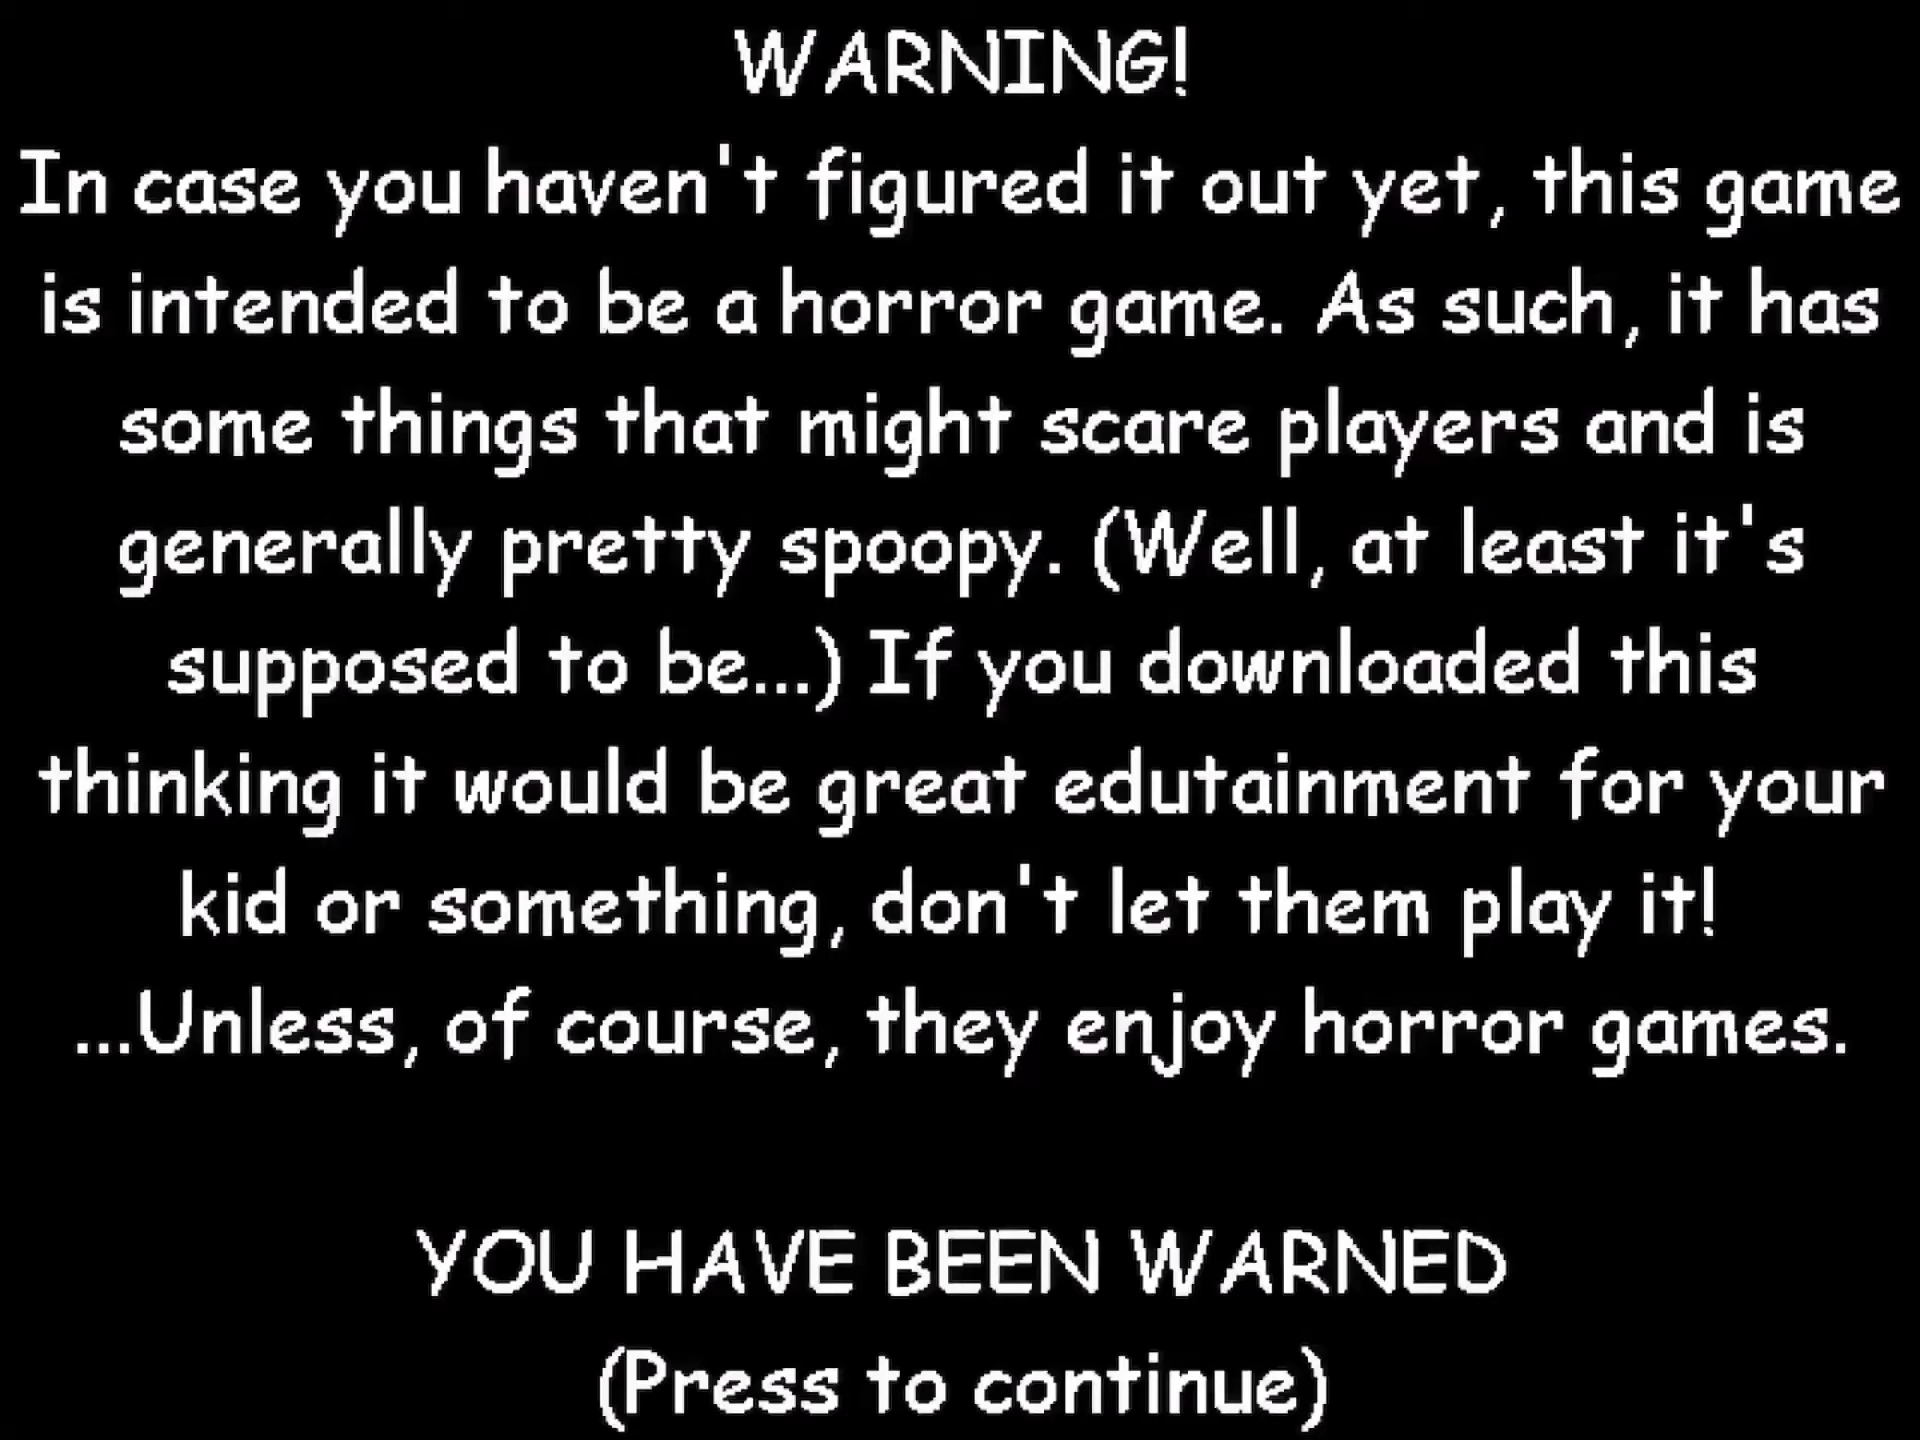 WARNING!
In case you haven't figured it out yet, this game
is intended to be a horror game. As such, it has
some things that might scare players and is
generally pretty spoopy. (Well, at least it's
supposed to be...) If you downloaded this
thinking it would be great edutainment for your
kid or something, don't let them play it!
...Unless, of course, they enjoy horror games.
YOU HAVE BEEN WARNED
(Press to continue)